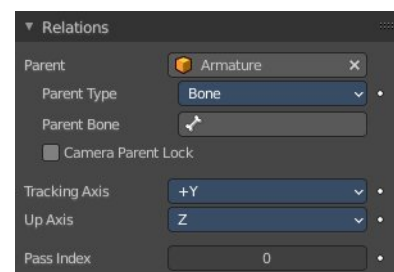 Relations
Parent Armature
Parent Type Bone
Parent Bone
Camera Parent Lock
Tracking Axis +Y
Up Axis Z
Pass Index 0